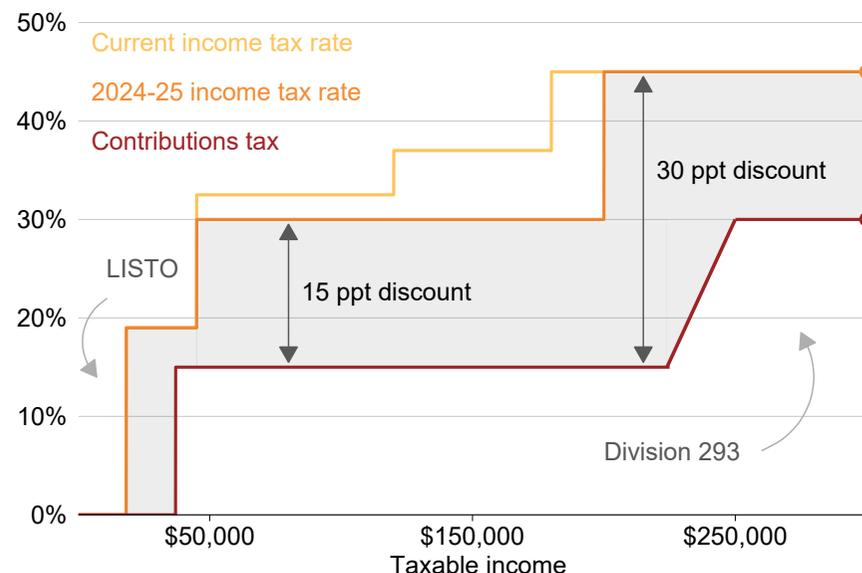 50%
Current income tax rate
2024-25 income tax rate
40%
Contributions tax
30 ppt discount
30%
LISTO
15 ppt discount
20%
10%
Division 293
0%
$50,000 $150,000 $250,000
Taxable income